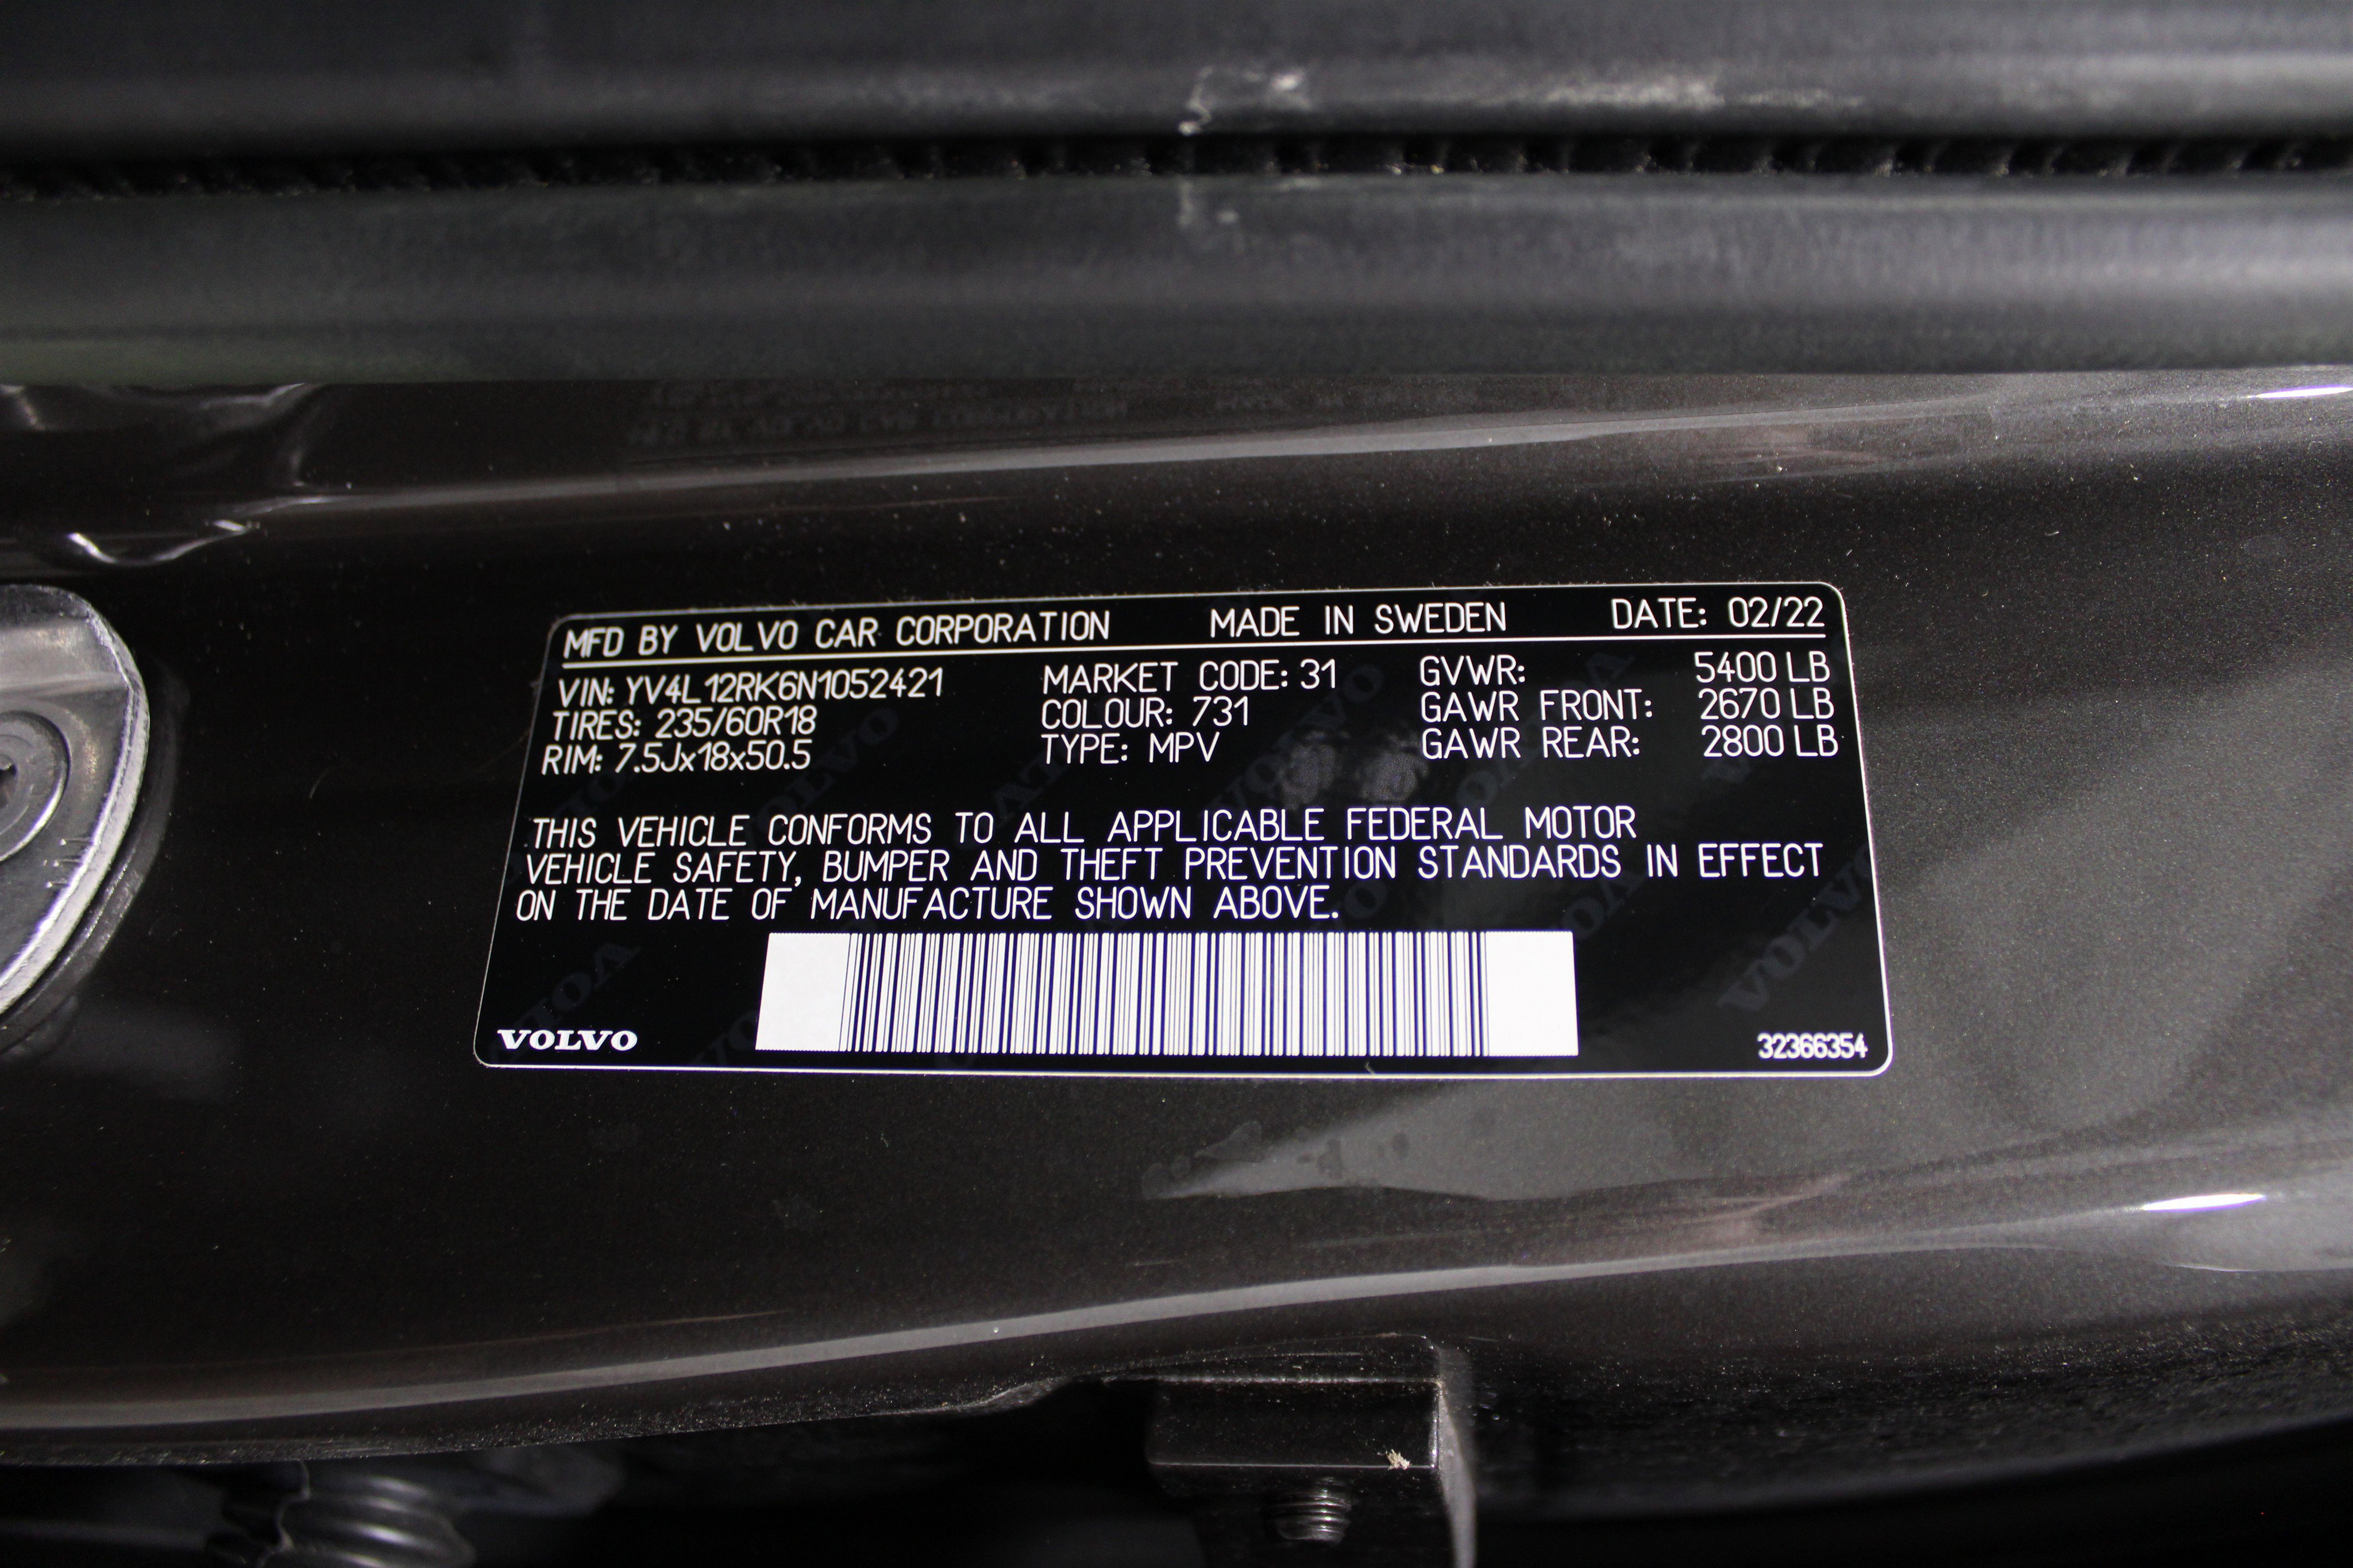 MFD BY VOLVO CAR CORPORATION MADE IN SWEDEN DATE: 02/22
VIN: YV4L12RK6N1052421 MARKET CODE: 31 GVWR: 5400 LB
TIRES: 235/60R18 COLOUR: 731 GAWR FRONT: 2670 LB
RIM: 7.5Jx18x50.5 TYPE: MPV GAWR REAR: 2800 LB
THIS VEHICLE CONFORMS TO ALL APPLICABLE FEDERAL MOTOR
VEHICLE SAFETY, BUMPER AND THEFT PREVENTION STANDARDS IN EFFECT
ON THE DATE OF MANUFACTURE SHOWN ABOVE.
VOLVO 32366354